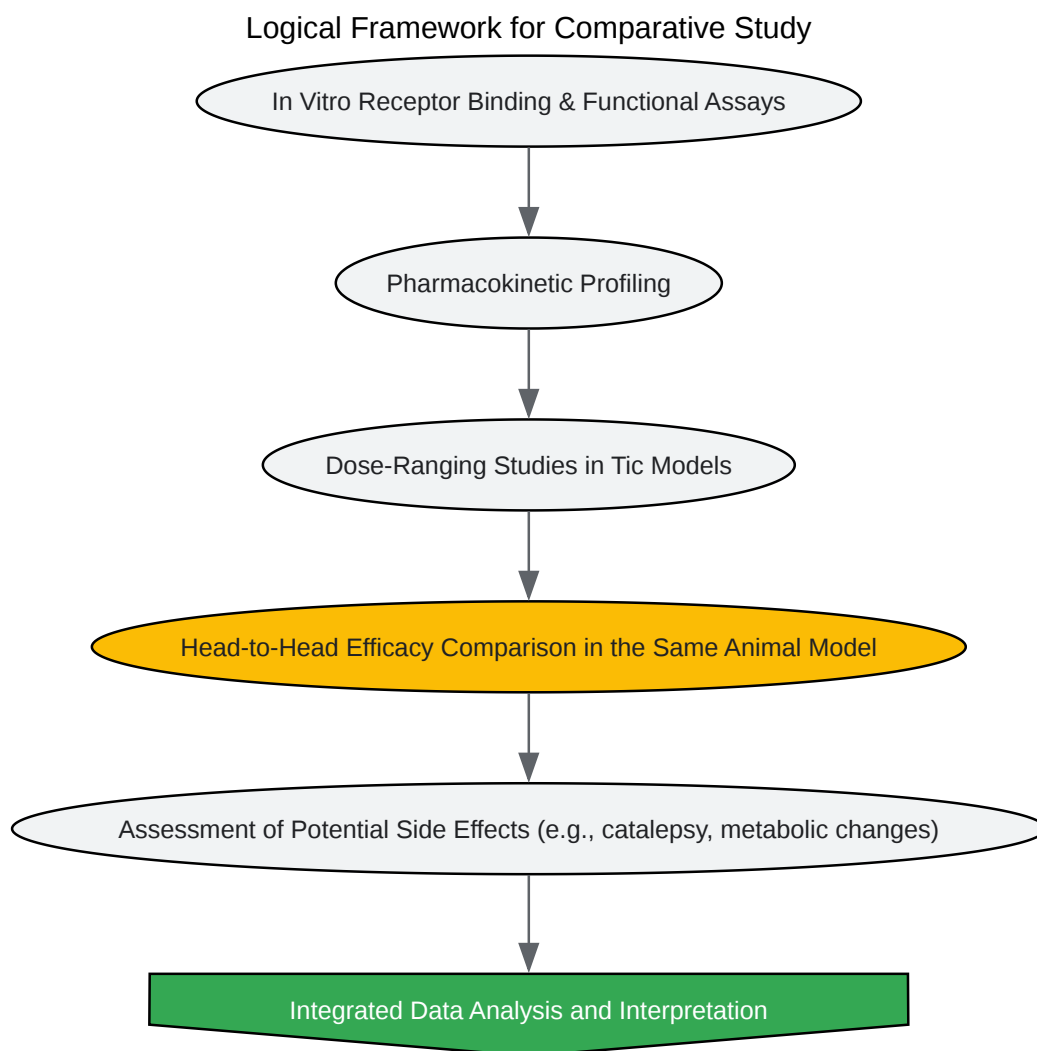 Logical Framework for Comparative Study
In Vitro Receptor Binding & Functional Assays
Pharmacokinetic Profiling
Dose-Ranging Studies in Tic Models
Head-to-Head Efficacy Comparison in the Same Animal Model
Assessment of Potential Side Effects (e.g., catalepsy, metabolic changes)
Integrated Data Analysis and Interpretation